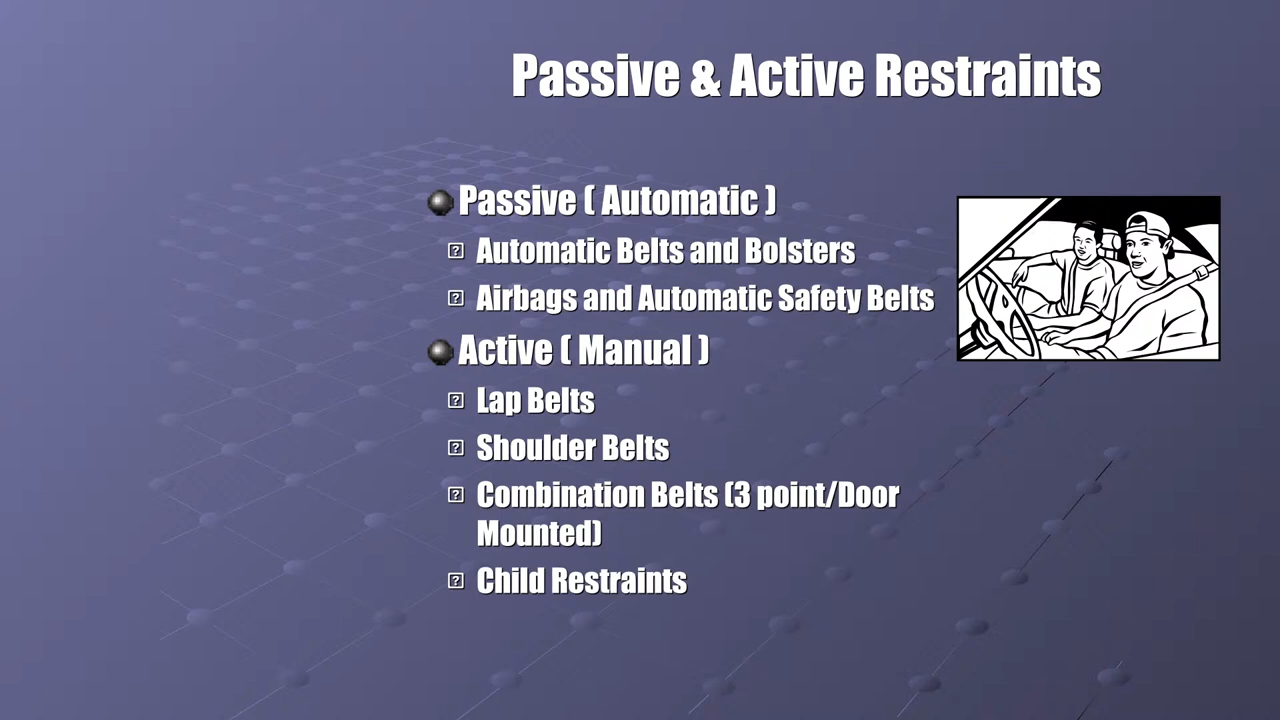 Passive & Active Restraints
Passive ( Automatic )
Automatic Belts and Bolsters
Airbags and Automatic Safety Belts
Active ( Manual )
Lap Belts
Shoulder Belts
Combination Belts (3 point/Door
Mounted)
Child Restraints